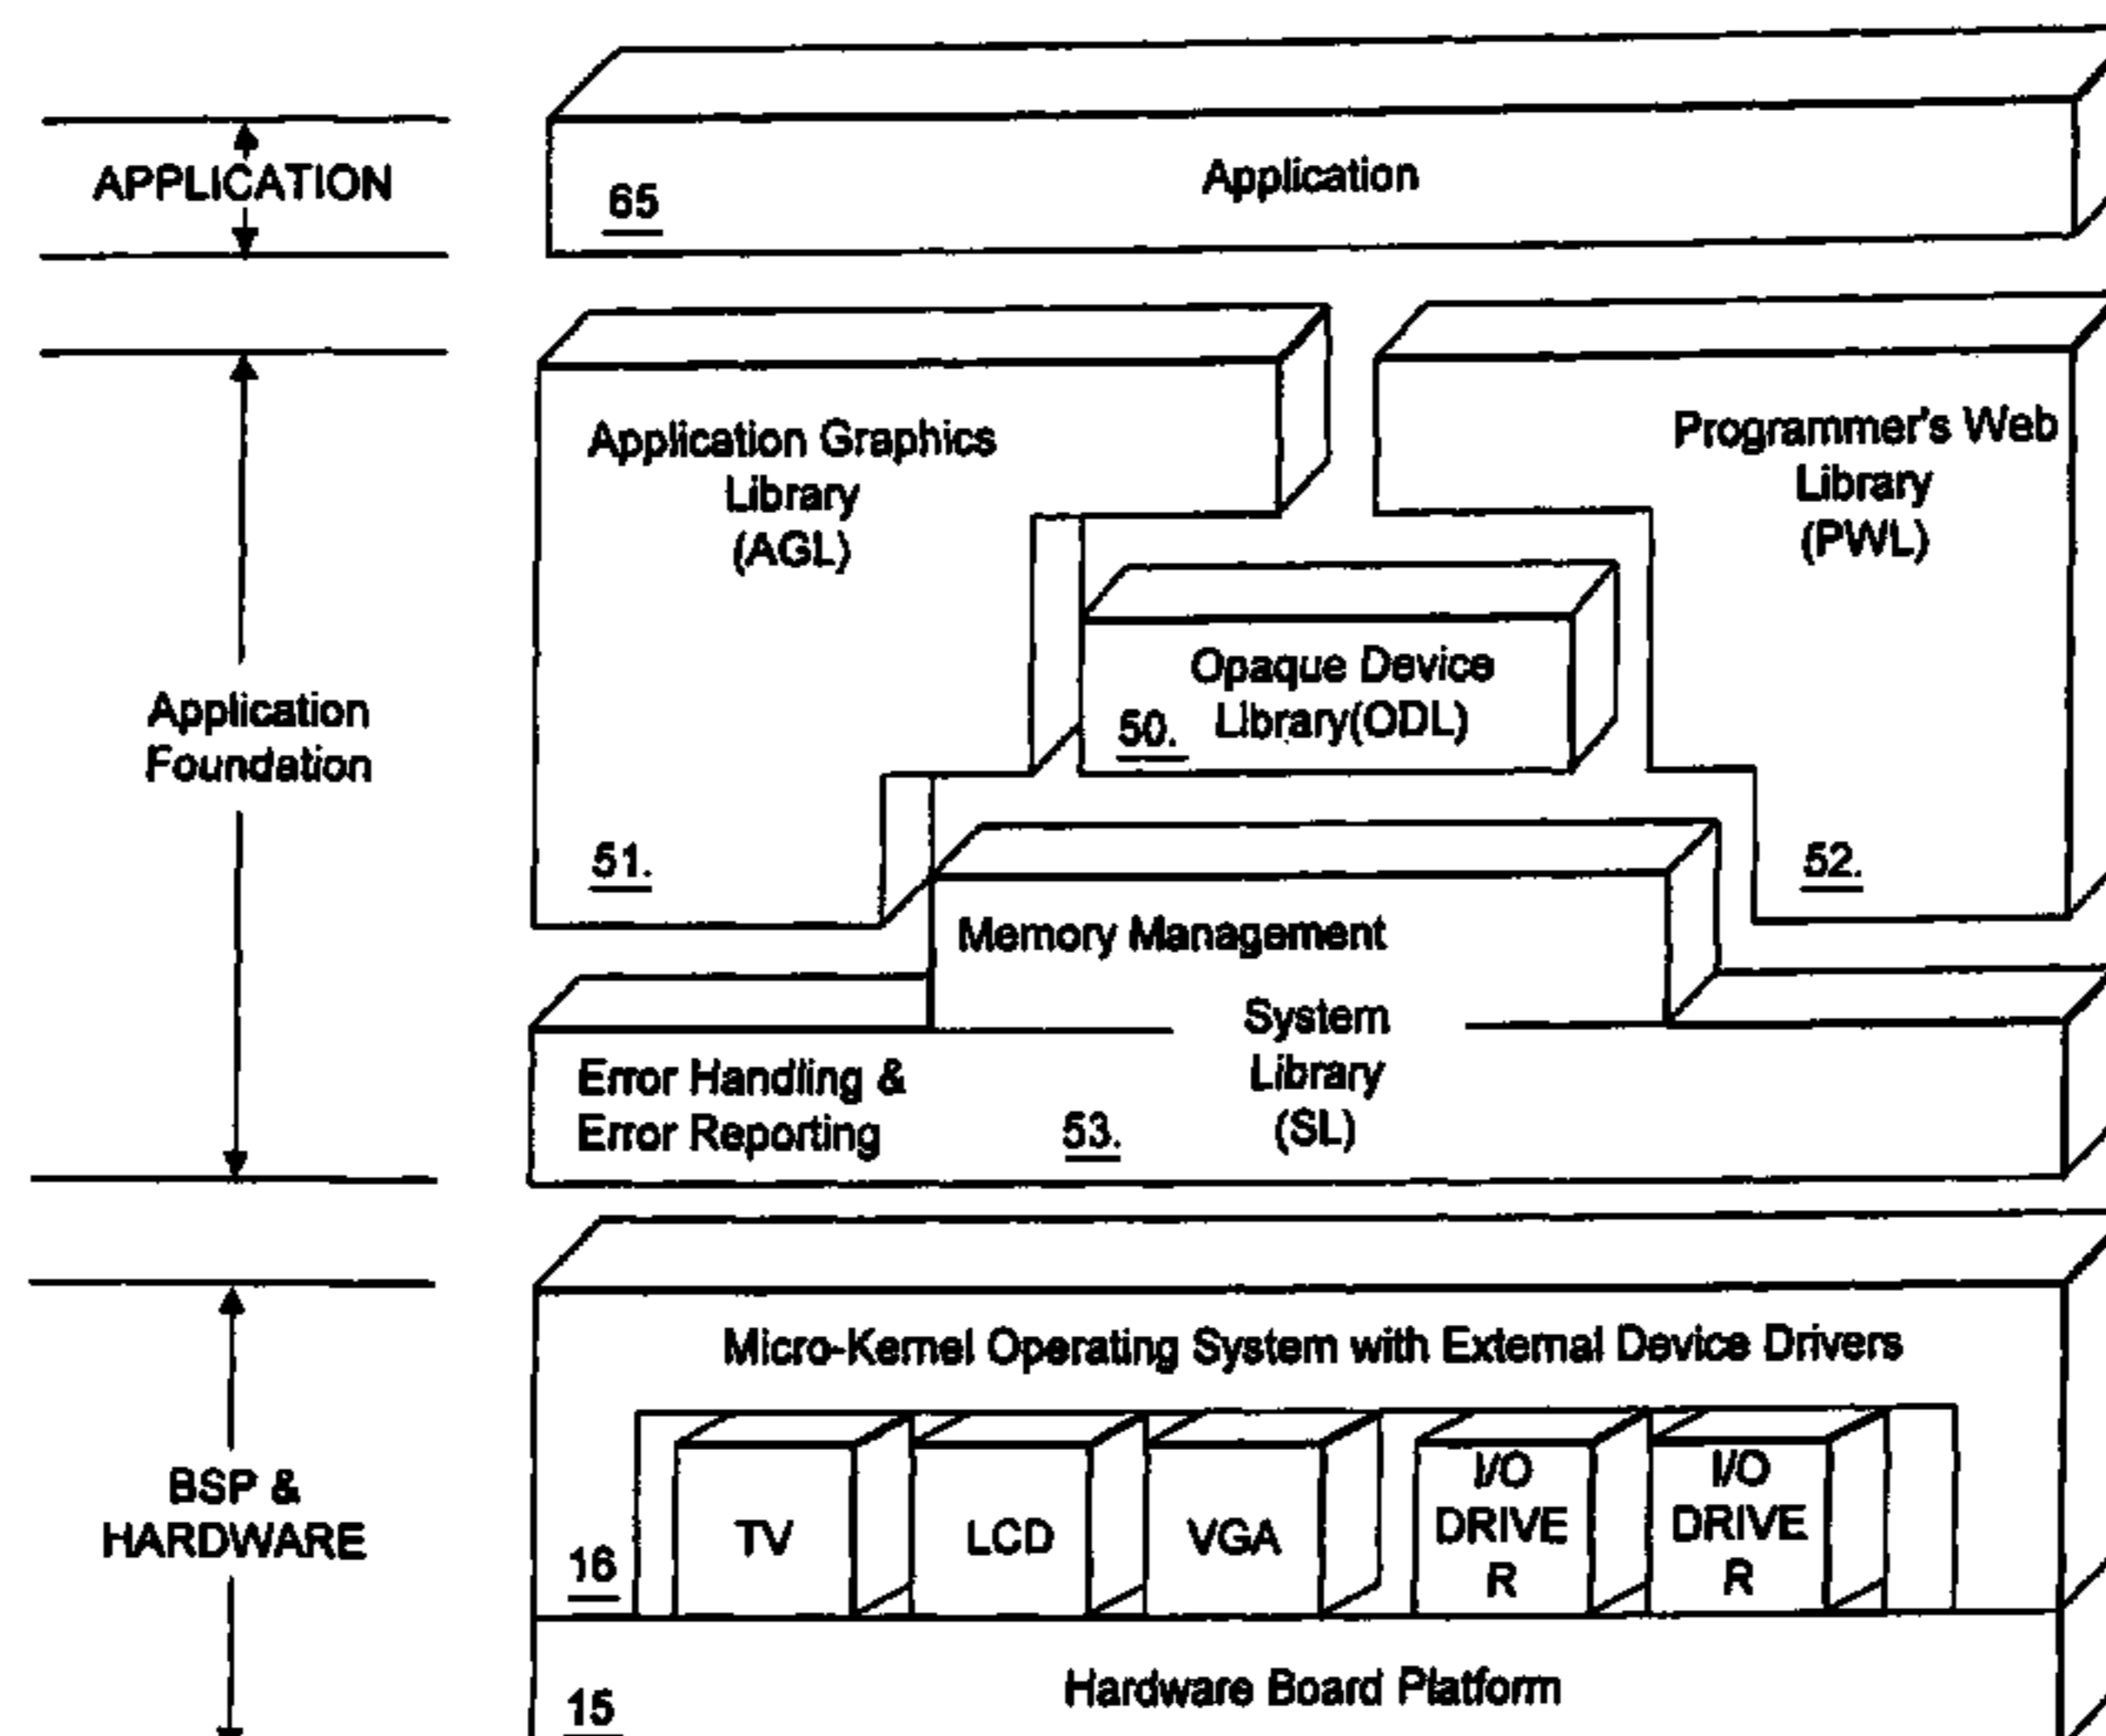 APPLICATION
65
Application
Application Graphics
Library
(AGL)
Programmer's Web
Library
(PWL)
Opaque Device
Library(ODL)
50.
Application
Foundation
51.
52.
Memory Management
System
Library
(SL)
Error Handling &
Error Reporting
53.
Micro-Kernel Operating System with External Device Drivers
BSP &
HARDWARE
16
TV
LCD
VGA
I/O
DRIVE
R
I/O
DRIVE
R
Hardware Board Platform
15